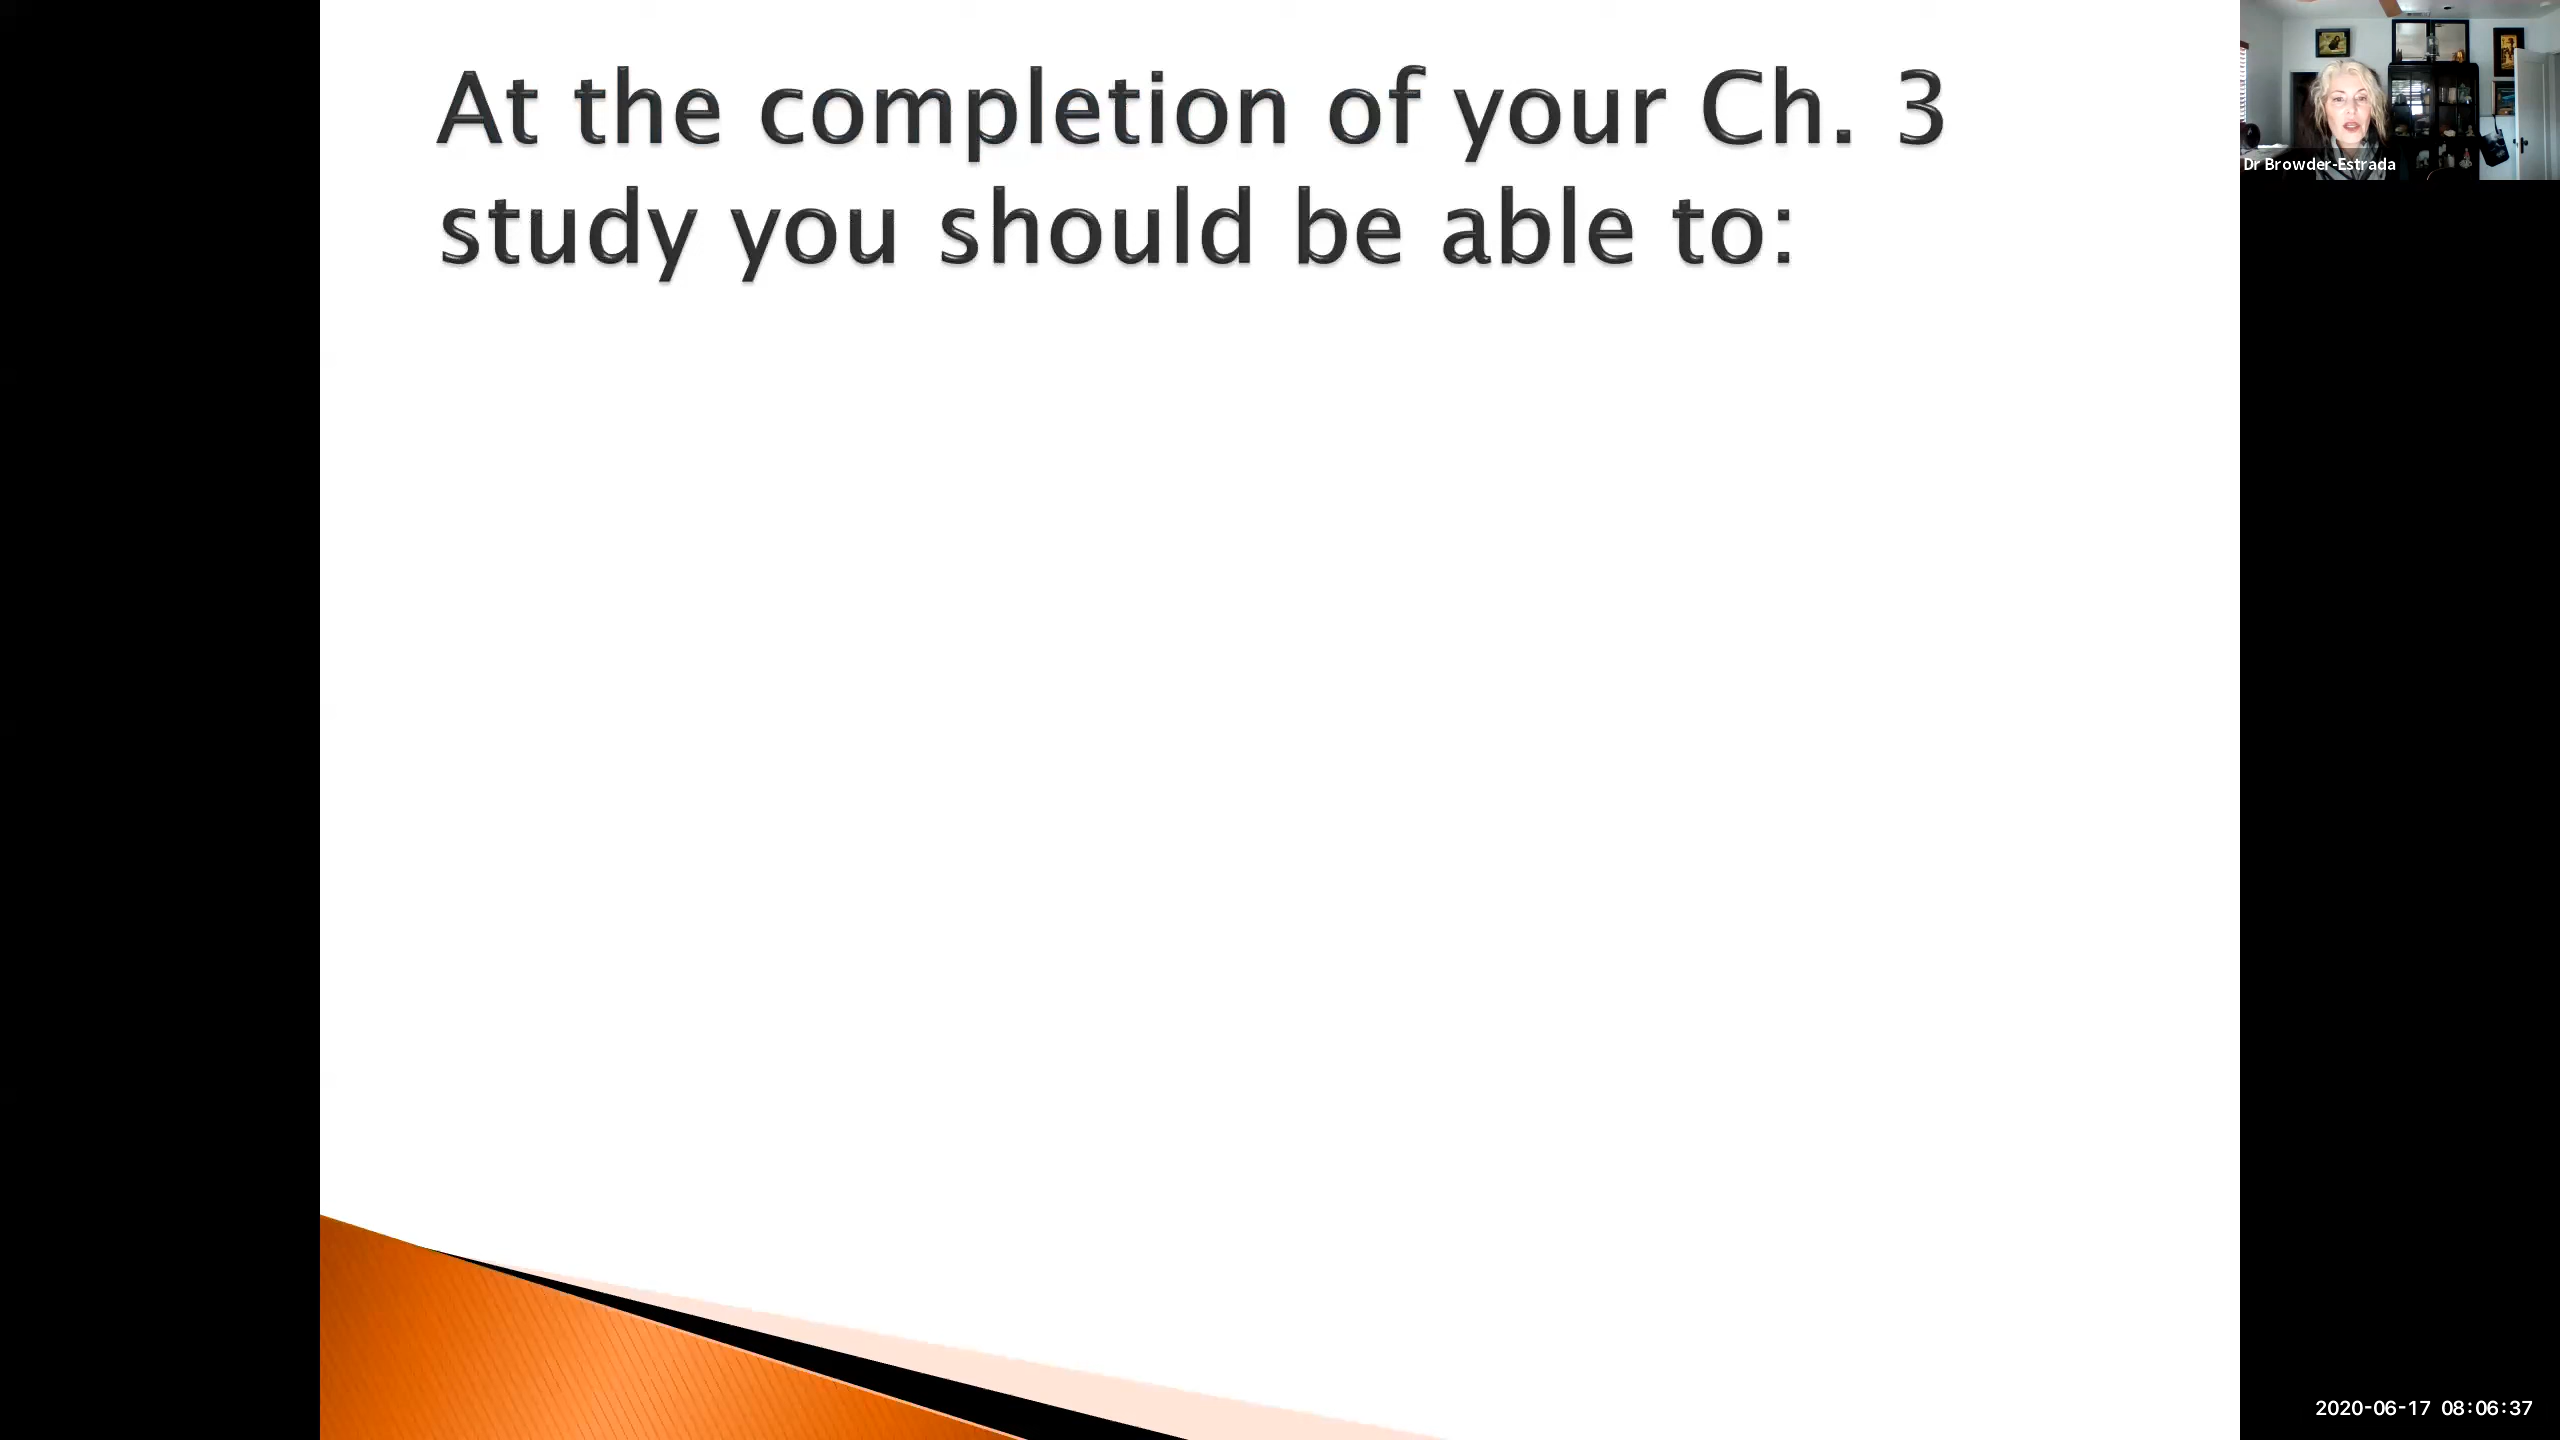 At the completion of your Ch. 3
study you should be able to:
Dr Browder-Estrada
2020-06-17 08:06:37